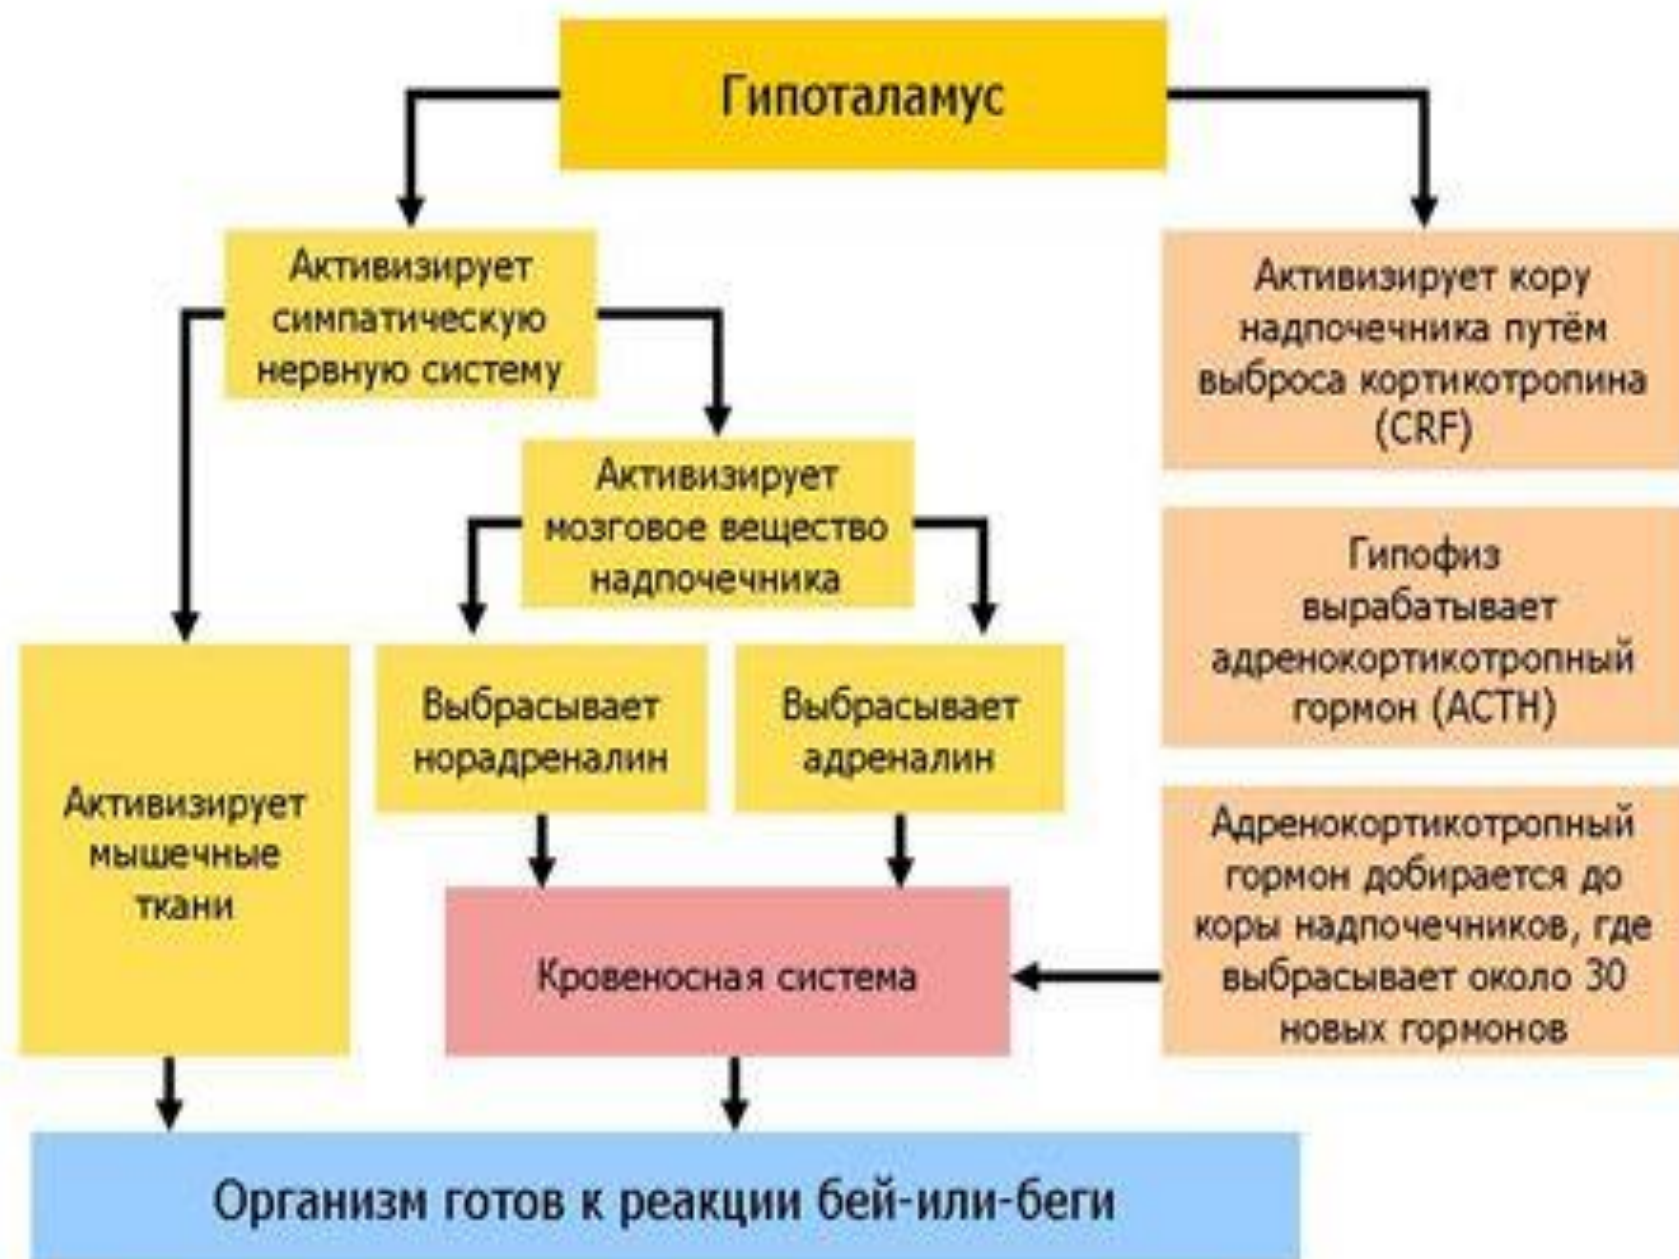 Гипоталамус
Активизирует
симпатическую
нервную систему
Активизирует кору
надпочечника путём
выброса кортикотропина
(CRF)
Активизирует
мозговое вещество
надпочечника
Гипофиз
вырабатывает
адренокортикотропный
гормон (ACTH)
Активизирует
мышечные
ткани
Выбрасывает
норадреналин
Выбрасывает
адреналин
Адренокортикотропный
гормон добирается до
коры надпочечников, где
выбрасывает около 30
новых гормонов
Кровеносная система
Организм готов к реакции бей-или-беги